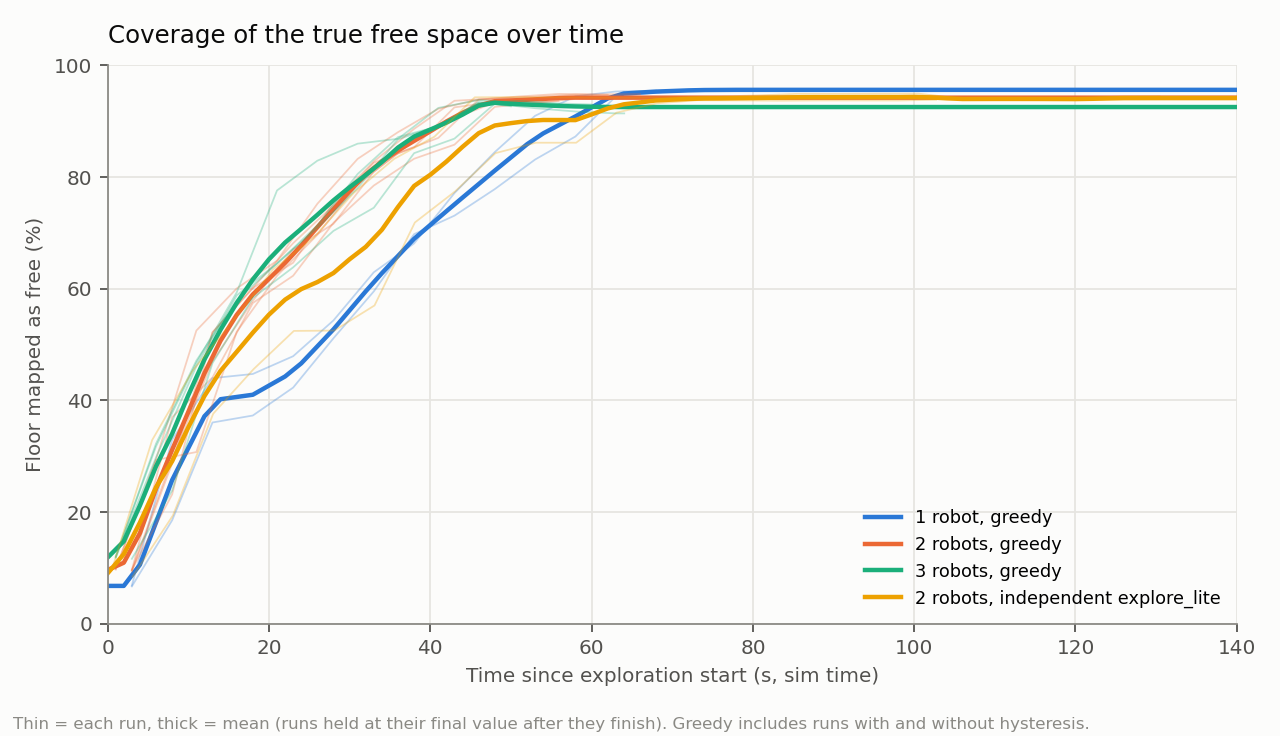 Coverage of the true free space over time
Floor mapped as free (%)
100
80
60
40
20
0
0 20 40 60 80 100 120 140
Time since exploration start (s, sim time)
1 robot, greedy
2 robots, greedy
3 robots, greedy
2 robots, independent explore_lite
Thin = each run, thick = mean (runs held at their final value after they finish). Greedy includes runs with and without hysteresis.